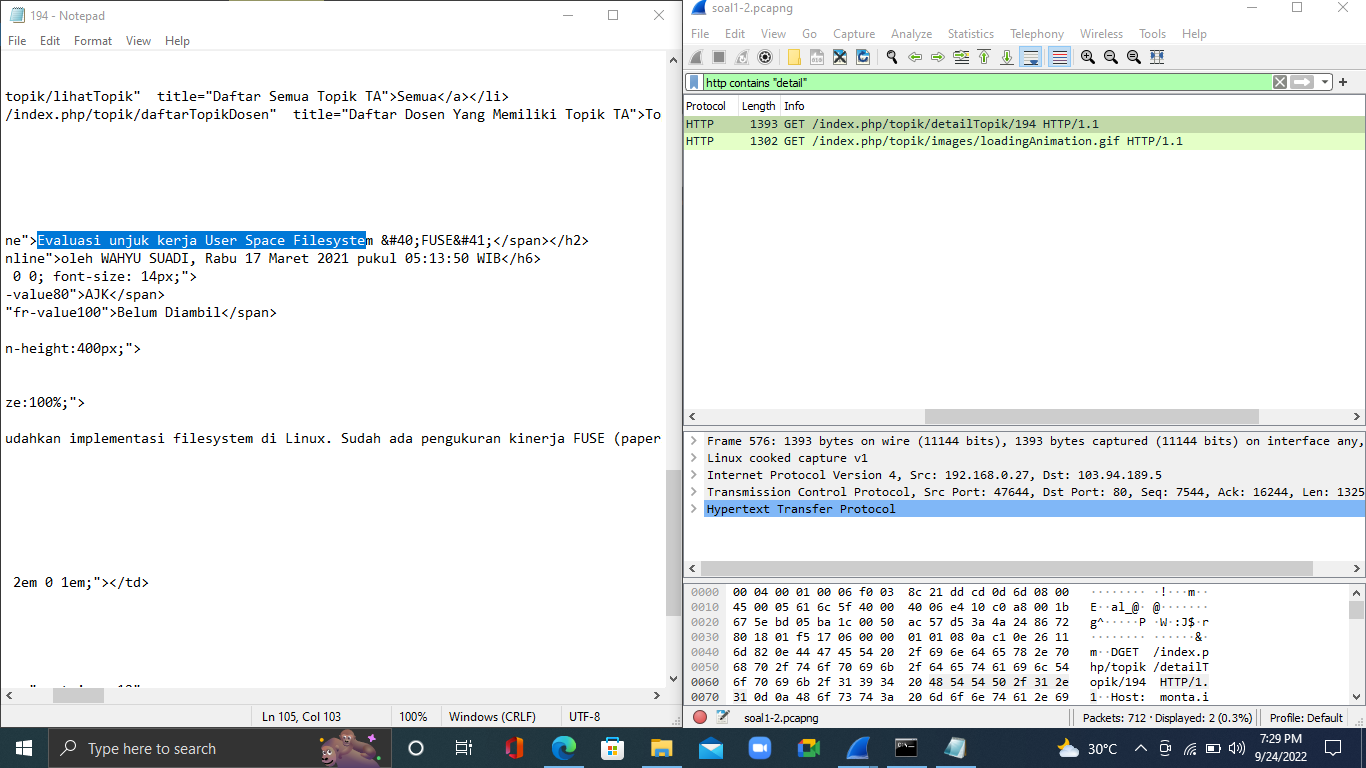 194 - Notepad
File Edit Format View Help
topik/lihatTopik"  title="Daftar Semua Topik TA">Semua</a></li>
/index.php/topik/daftarTopikDosen"  title="Daftar Dosen Yang Memiliki Topik TA">To
ne">Evaluasi unjuk kerja User Space Filesystem &#40;FUSE&#41;</span></h2>
nline">oleh WAHYU SUADI, Rabu 17 Maret 2021 pukul 05:13:50 WIB</h6>
0 0; font-size: 14px;">
-value80">AJK</span>
"fr-value100">Belum Diambil</span>
n-height:400px;">
ze:100%;">
udahkan implementasi filesystem di Linux. Sudah ada pengukuran kinerja FUSE (paper
2em 0 1em;"></td>
Ln 105, Col 103 100% Windows (CRLF) UTF-8
soal1-2.pcapng
File Edit View Go Capture Analyze Statistics Telephony Wireless Tools Help
http contains "detail"
Protocol Length Info
HTTP 1393 GET /index.php/topik/detailTopik/194 HTTP/1.1
HTTP 1302 GET /index.php/topik/images/loadingAnimation.gif HTTP/1.1
Frame 576: 1393 bytes on wire (11144 bits), 1393 bytes captured (11144 bits) on interface any,
Linux cooked capture v1
Internet Protocol Version 4, Src: 192.168.0.27, Dst: 103.94.189.5
Transmission Control Protocol, Src Port: 47644, Dst Port: 80, Seq: 7544, Ack: 16244, Len: 1325
Hypertext Transfer Protocol
0000 00 04 00 01 00 06 f0 03 8c 21 dd cd 0d 6d 08 00 ········ ·!···m··
0010 45 00 05 61 6c 5f 40 00 40 06 e4 10 c0 a8 00 1b E··al_@· @·······
0020 67 5e bd 05 ba 1c 00 50 ac 57 d5 3a 4a 24 86 72 g^·····P ·W·:J$·r
0030 80 18 01 f5 17 06 00 00 01 01 08 0a c1 0e 26 11 ········ ······&·
0040 6d 82 0e 44 47 45 54 20 2f 69 6e 64 65 78 2e 70 m··DGET /index.p
0050 68 70 2f 74 6f 70 69 6b 2f 64 65 74 61 69 6c 54 hp/topik /detailT
0060 6f 70 69 6b 2f 31 39 34 20 48 54 54 50 2f 31 2e opik/194 HTTP/1.
0070 31 0d 0a 48 6f 73 74 3a 20 6d 6f 6e 74 61 2e 69 1··Host: monta.i
soal1-2.pcapng Packets: 712 · Displayed: 2 (0.3%) Profile: Default
Type here to search
30°C
7:29 PM
9/24/2022